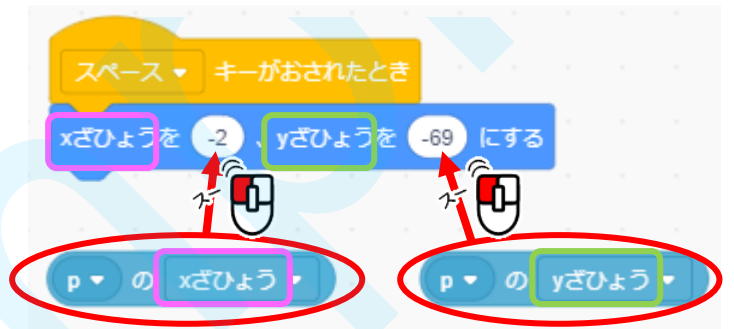 スペース キーがおされたとき
xざひょうを -2 、yざひょうを -69 にする
スー スー
p の xざひょう p の yざひょう